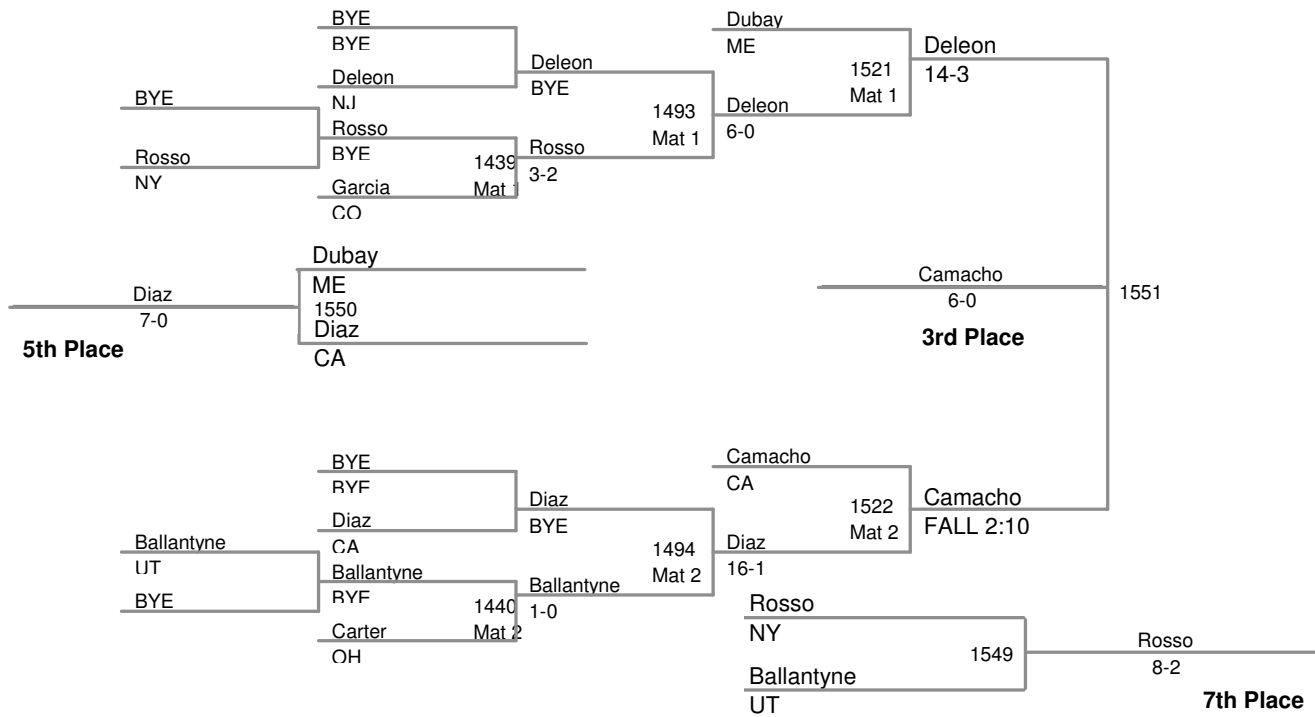 BYE
BYE
Deleon
NJ
Deleon
BYE
BYE
Rosso
NY
Rosso
BYE
Garcia
CO
1439
Mat 1
Rosso
3-2
1493
Mat 1
Dubay
ME
Deleon
6-0
1521
Mat 1
Deleon
14-3
Dubay
ME
1550
Diaz
CA
Diaz
7-0
5th Place
Camacho
6-0
3rd Place
1551
BYE
BYE
Diaz
CA
Diaz
BYE
Ballantyne
UT
BYE
Ballantyne
BYE
Carter
OH
1440
Mat 2
Ballantyne
1-0
1494
Mat 2
Camacho
CA
Diaz
16-1
1522
Mat 2
Camacho
FALL 2:10
Rosso
NY
Ballantyne
UT
1549
Rosso
8-2
7th Place